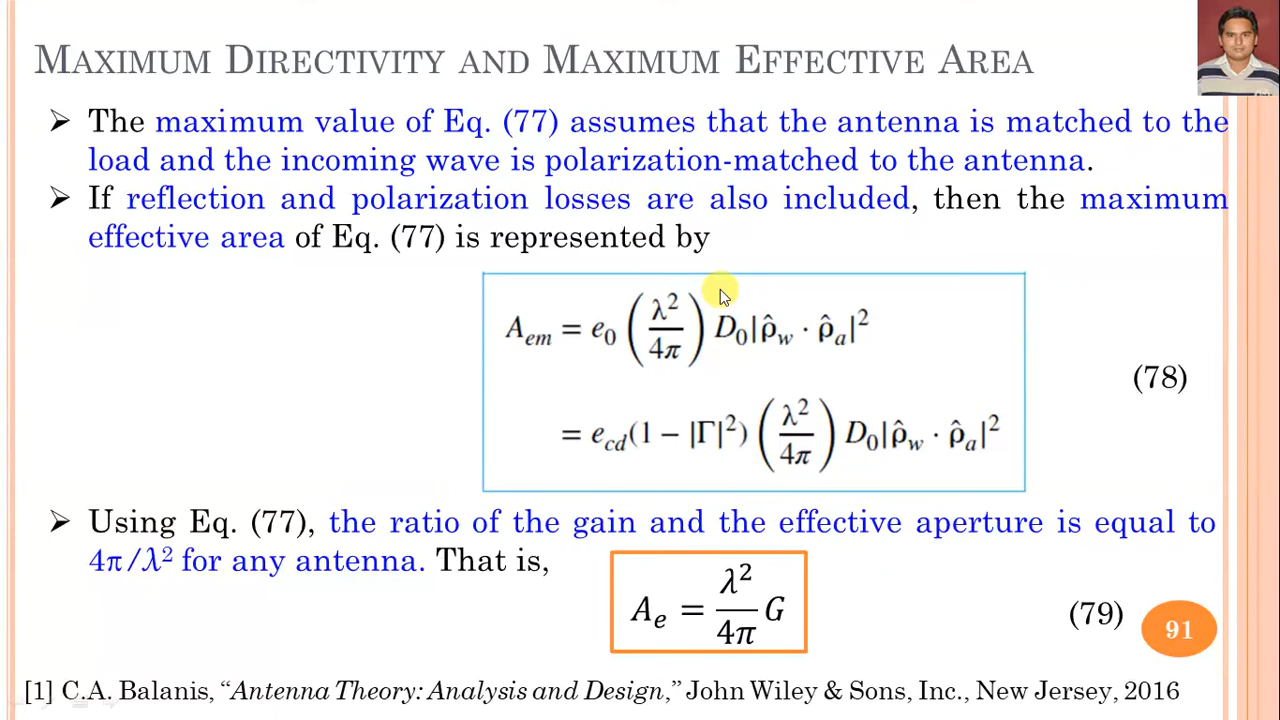 MAXIMUM DIRECTIVITY AND MAXIMUM EFFECTIVE AREA
➢ The maximum value of Eq. (77) assumes that the antenna is matched to the
load and the incoming wave is polarization-matched to the antenna.
➢ If reflection and polarization losses are also included, then the maximum
effective area of Eq. (77) is represented by
A_em = e_0 (λ²/4π) D_0|ρ̂_w · ρ̂_a|²
= e_cd(1 − |Γ|²) (λ²/4π) D_0|ρ̂_w · ρ̂_a|²
(78)
➢ Using Eq. (77), the ratio of the gain and the effective aperture is equal to
4π/λ² for any antenna. That is,
A_e = λ²/4π G
(79)
91
[1] C.A. Balanis, “Antenna Theory: Analysis and Design,” John Wiley & Sons, Inc., New Jersey, 2016